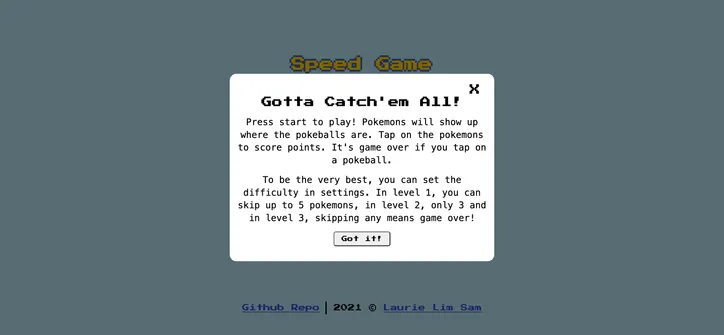 Speed Game
X
Gotta Catch'em All!
Press start to play! Pokemons will show up
where the pokeballs are. Tap on the pokemons
to score points. It's game over if you tap on
a pokeball.
To be the very best, you can set the
difficulty in settings. In level 1, you can
skip up to 5 pokemons, in level 2, only 3 and
in level 3, skipping any means game over!
Got it!
Github Repo | 2021 © Laurie Lim Sam